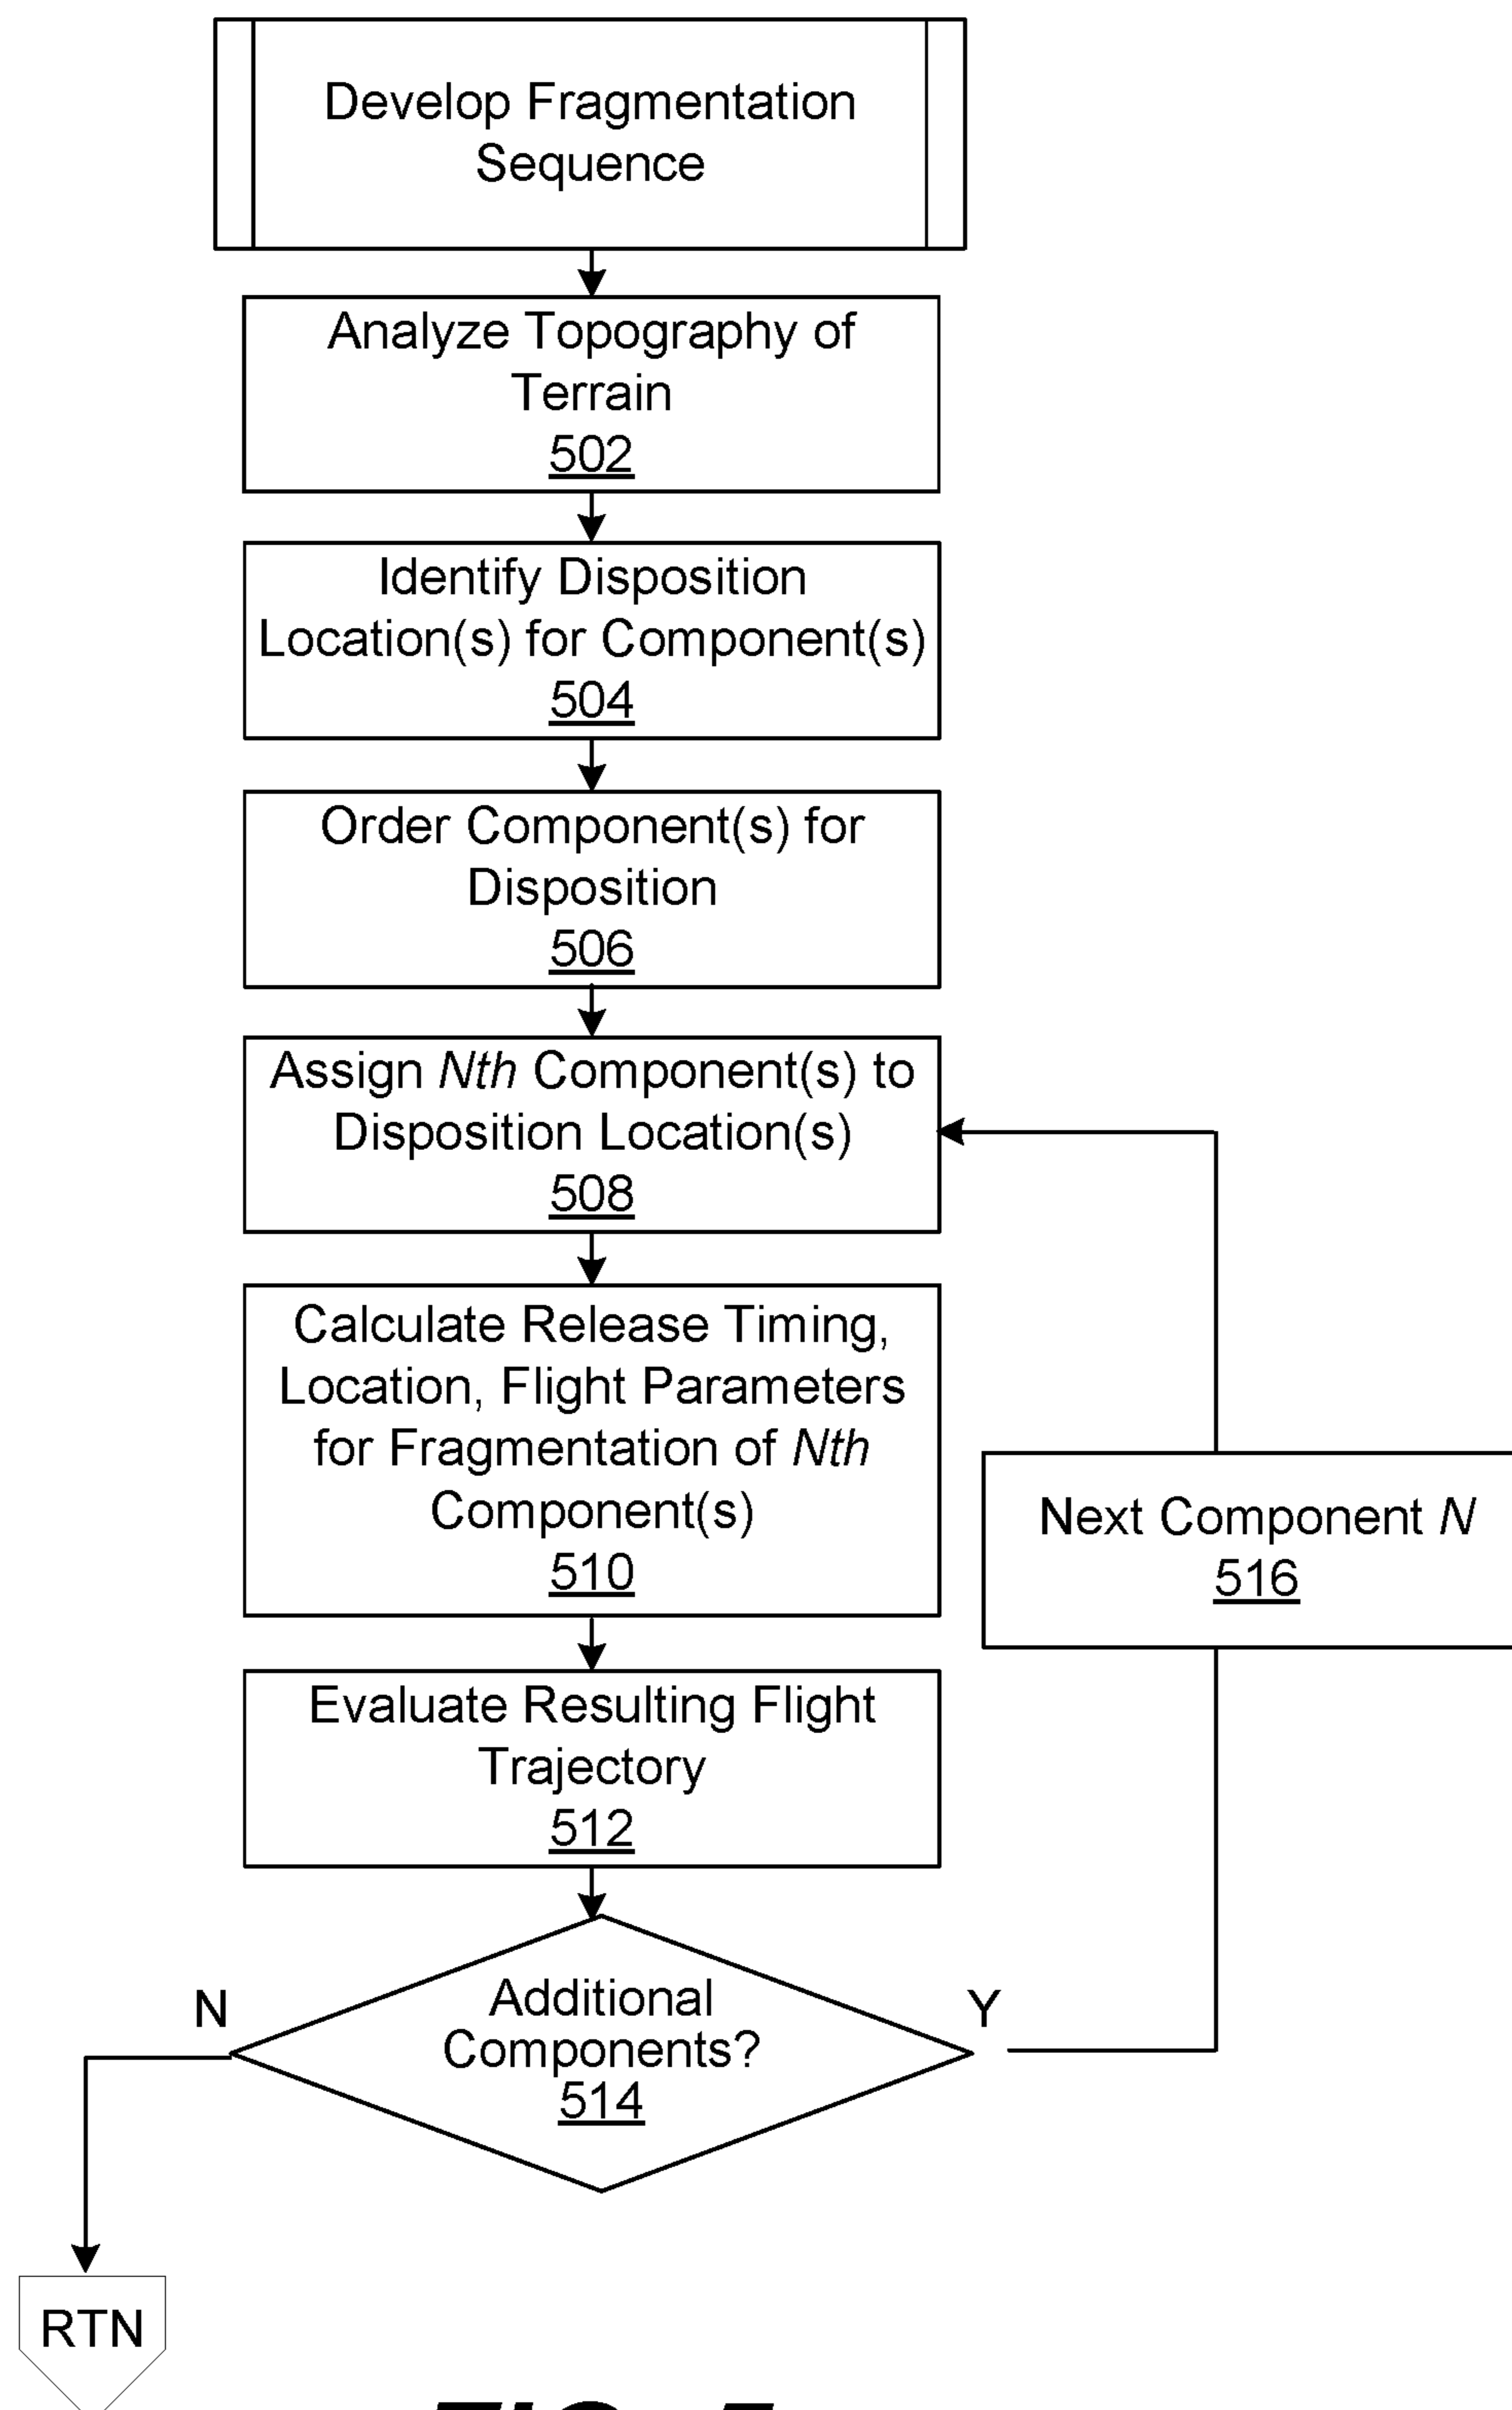 Develop Fragmentation
Sequence
Analyze Topography of
Terrain
502
Identify Disposition
Location(s) for Component(s)
504
Order Component(s) for
Disposition
506
Assign Nth Component(s) to
Disposition Location(s)
508
Calculate Release Timing,
Location, Flight Parameters
for Fragmentation of Nth
Component(s)
510
Next Component N
516
Evaluate Resulting Flight
Trajectory
512
N
Additional
Components?
514
Y
RTN